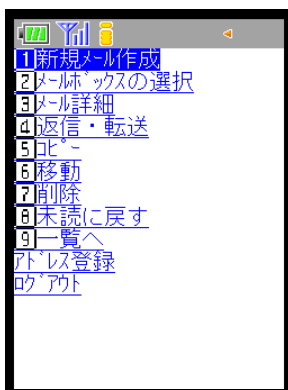 1新規メール作成
2メールボックスの選択
3メール詳細
4返信・転送
5コピー
6移動
7削除
8未読に戻す
9一覧へ
アドレス登録
ログアウト